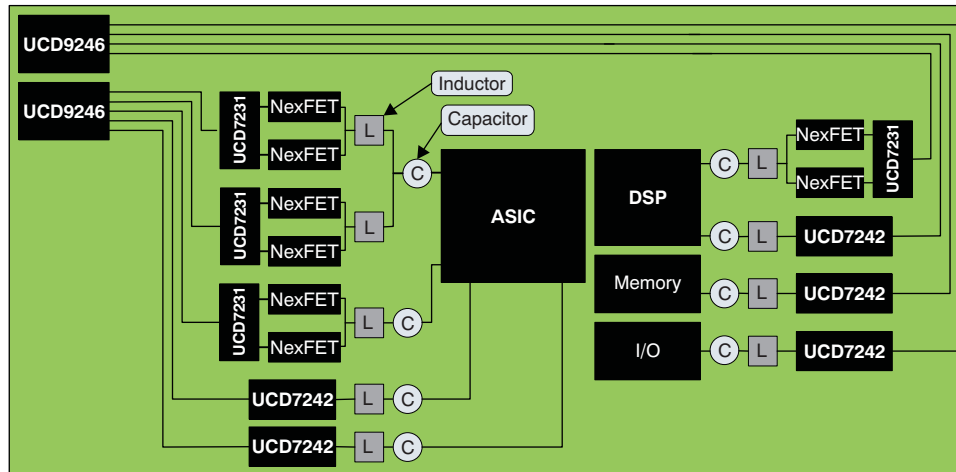 UCD9246
UCD9246
Inductor
Capacitor
UCD7231
NexFET
NexFET
L
C
UCD7231
NexFET
NexFET
L
UCD7231
NexFET
NexFET
L
C
UCD7242
L
C
UCD7242
L
C
ASIC
DSP
C
L
NexFET
NexFET
UCD7231
C
L
UCD7242
Memory
C
L
UCD7242
I/O
C
L
UCD7242